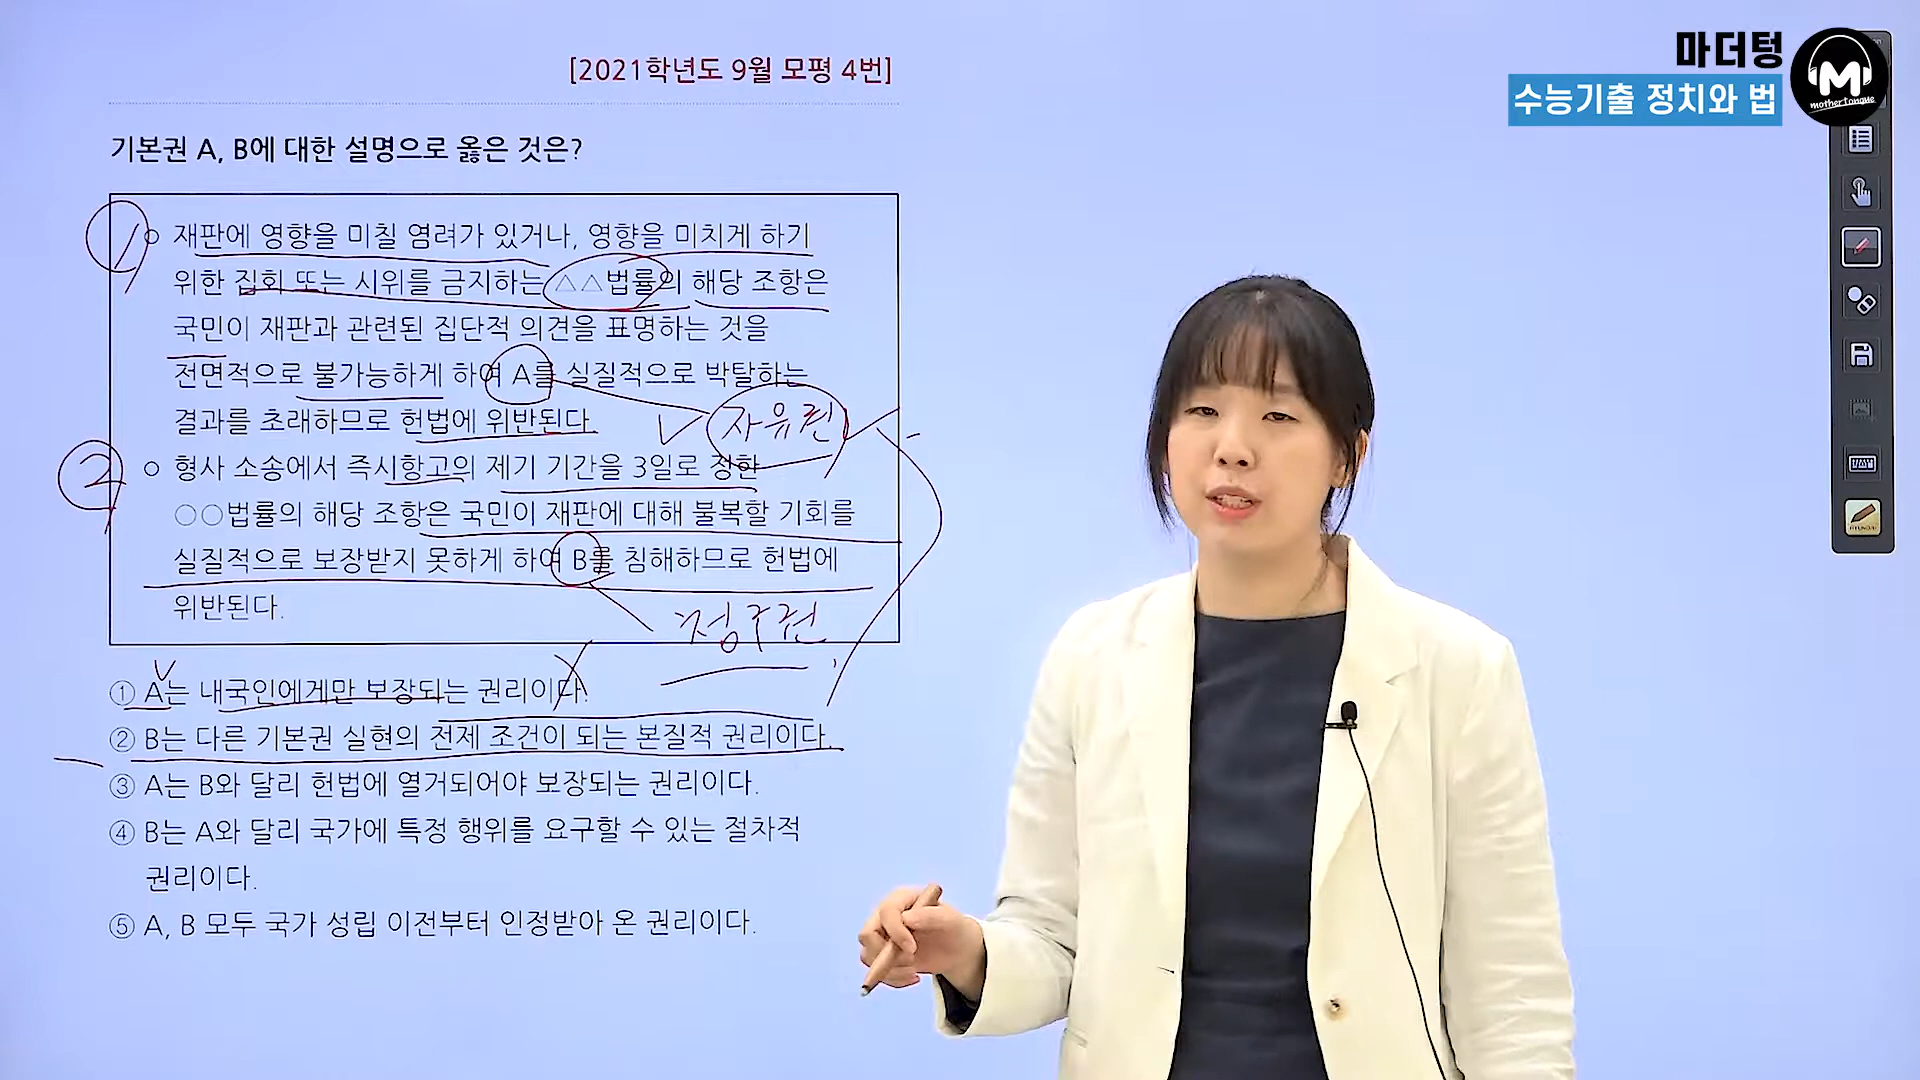 [2021학년도 9월 모평 4번]
마더텅
수능기출 정치와 법
M
mother tongue
기본권 A, B에 대한 설명으로 옳은 것은?
1
○ 재판에 영향을 미칠 염려가 있거나, 영향을 미치게 하기
위한 집회 또는 시위를 금지하는 △△법률의 해당 조항은
국민이 재판과 관련된 집단적 의견을 표명하는 것을
전면적으로 불가능하게 하여 A를 실질적으로 박탈하는
결과를 초래하므로 헌법에 위반된다.
자유권
2
○ 형사 소송에서 즉시항고의 제기 기간을 3일로 정한
○○법률의 해당 조항은 국민이 재판에 대해 불복할 기회를
실질적으로 보장받지 못하게 하여 B를 침해하므로 헌법에
위반된다.
청구권
① A는 내국인에게만 보장되는 권리이다.
② B는 다른 기본권 실현의 전제 조건이 되는 본질적 권리이다.
③ A는 B와 달리 헌법에 열거되어야 보장되는 권리이다.
④ B는 A와 달리 국가에 특정 행위를 요구할 수 있는 절차적
권리이다.
⑤ A, B 모두 국가 성립 이전부터 인정받아 온 권리이다.